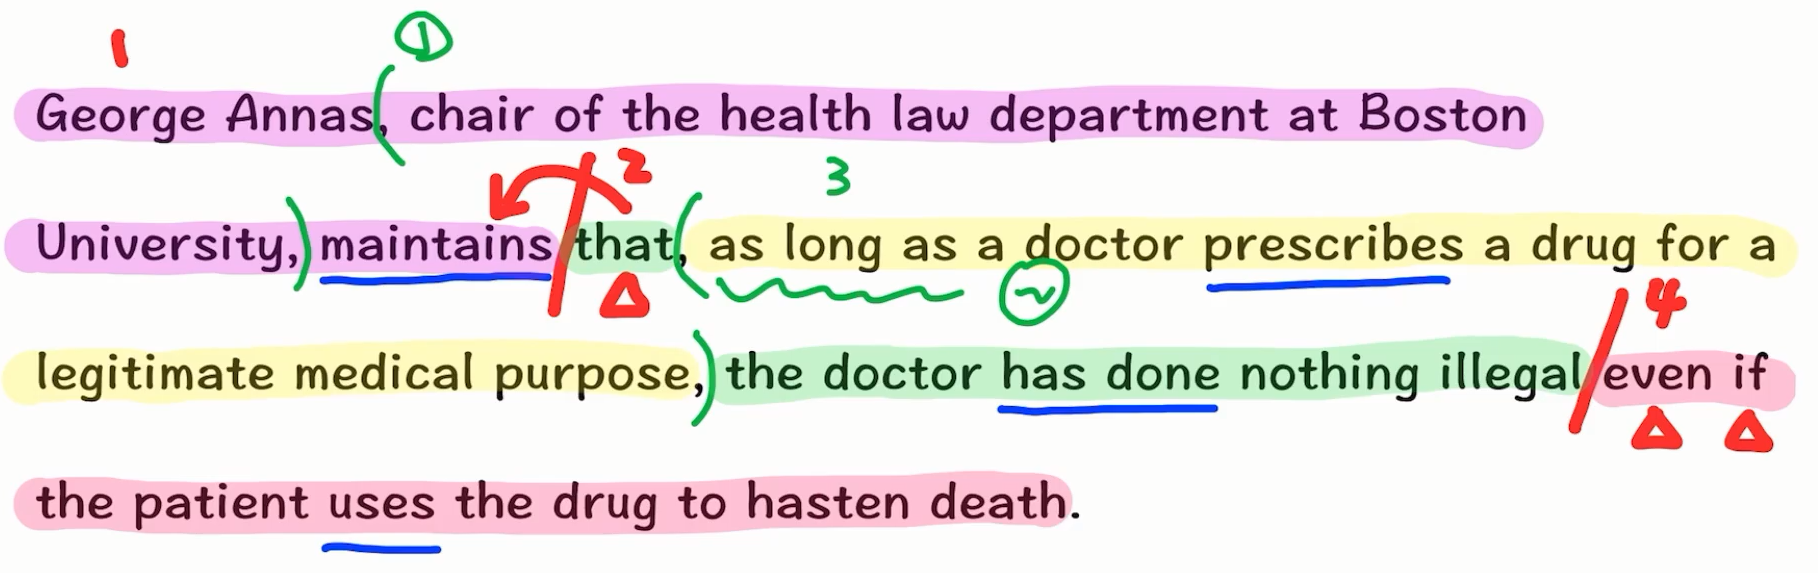 1 ①
George Annas, chair of the health law department at Boston
2 3
University, maintains that, as long as a doctor prescribes a drug for a
4
legitimate medical purpose, the doctor has done nothing illegal even if
the patient uses the drug to hasten death.